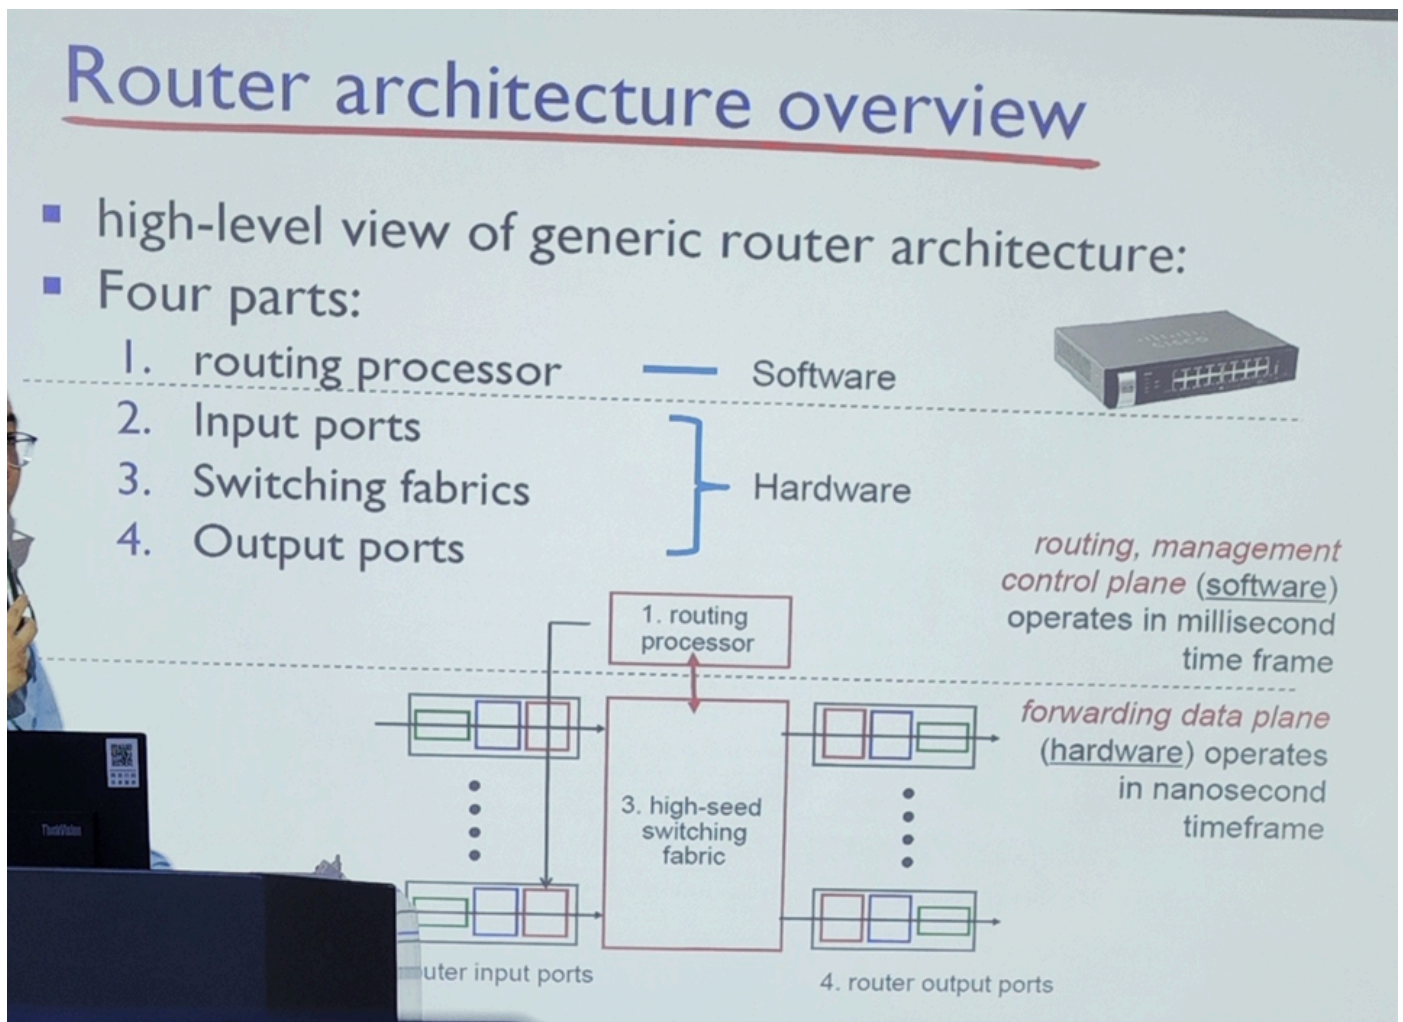 Router architecture overview
high-level view of generic router architecture:
Four parts:
1. routing processor
Software
2. Input ports
3. Switching fabrics
Hardware
4. Output ports
routing, management
control plane (software)
operates in millisecond
time frame
1. routing
processor
forwarding data plane
(hardware) operates
in nanosecond
timeframe
3. high-seed
switching
fabric
input ports
4. router output ports
CISCO
ThinkVision